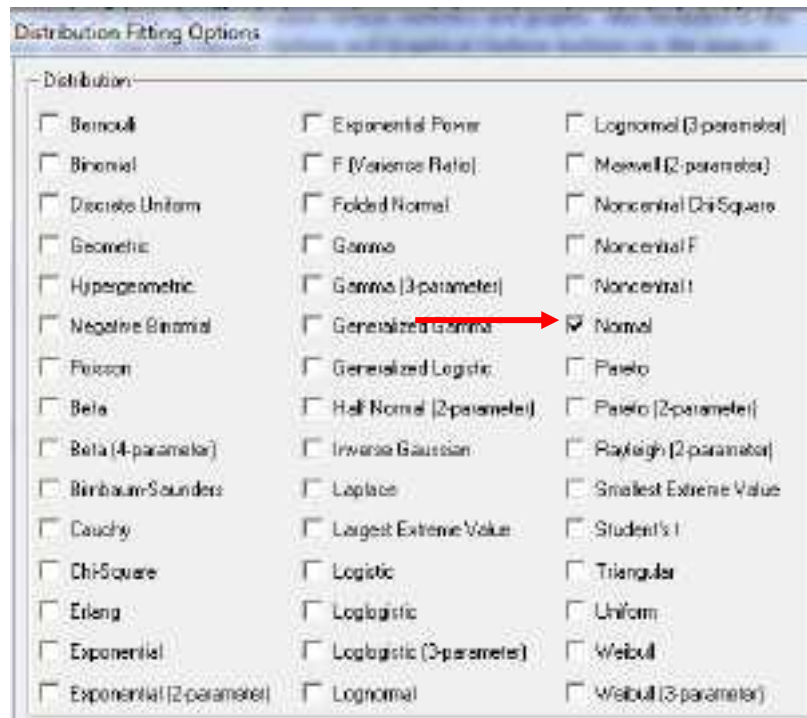 Distribution Fitting Options
Distribution
Bernoulli
Binomial
Discrete Uniform
Geometric
Hypergeometric
Negative Binomial
Poisson
Beta
Beta (4-parameter)
Birnbaum-Saunders
Cauchy
Chi-Square
Erlang
Exponential
Exponential (2-parameter)
Exponential Power
F (Variance Ratio)
Folded Normal
Gamma
Gamma (3-parameter)
Generalized Gamma
Generalized Logistic
Half Normal (2-parameter)
Inverse Gaussian
Laplace
Largest Extreme Value
Logistic
Loglogistic
Loglogistic (3-parameter)
Lognormal
Lognormal (3-parameter)
Maxwell (2-parameter)
Noncentral Chi-Square
Noncentral F
Noncentral t
Normal
Pareto
Pareto (2-parameter)
Rayleigh (2-parameter)
Smallest Extreme Value
Student's t
Triangular
Uniform
Weibull
Weibull (3-parameter)